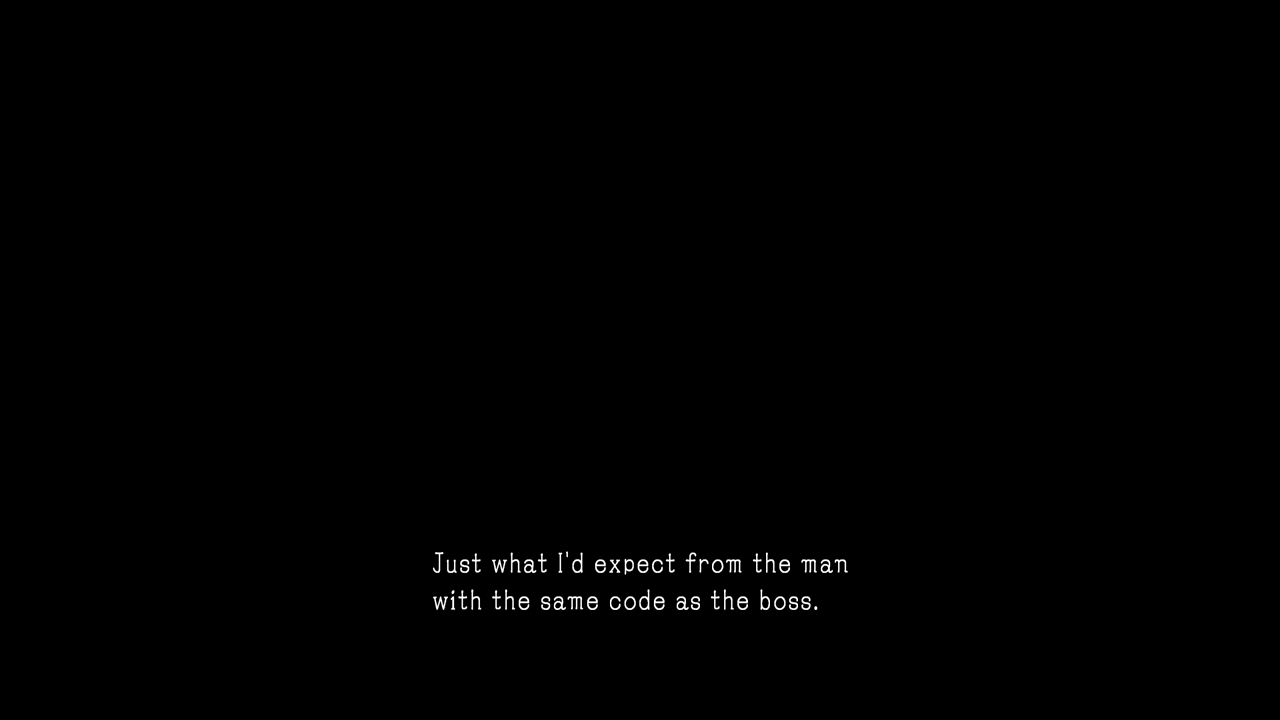 Just what I'd expect from the man
with the same code as the boss.